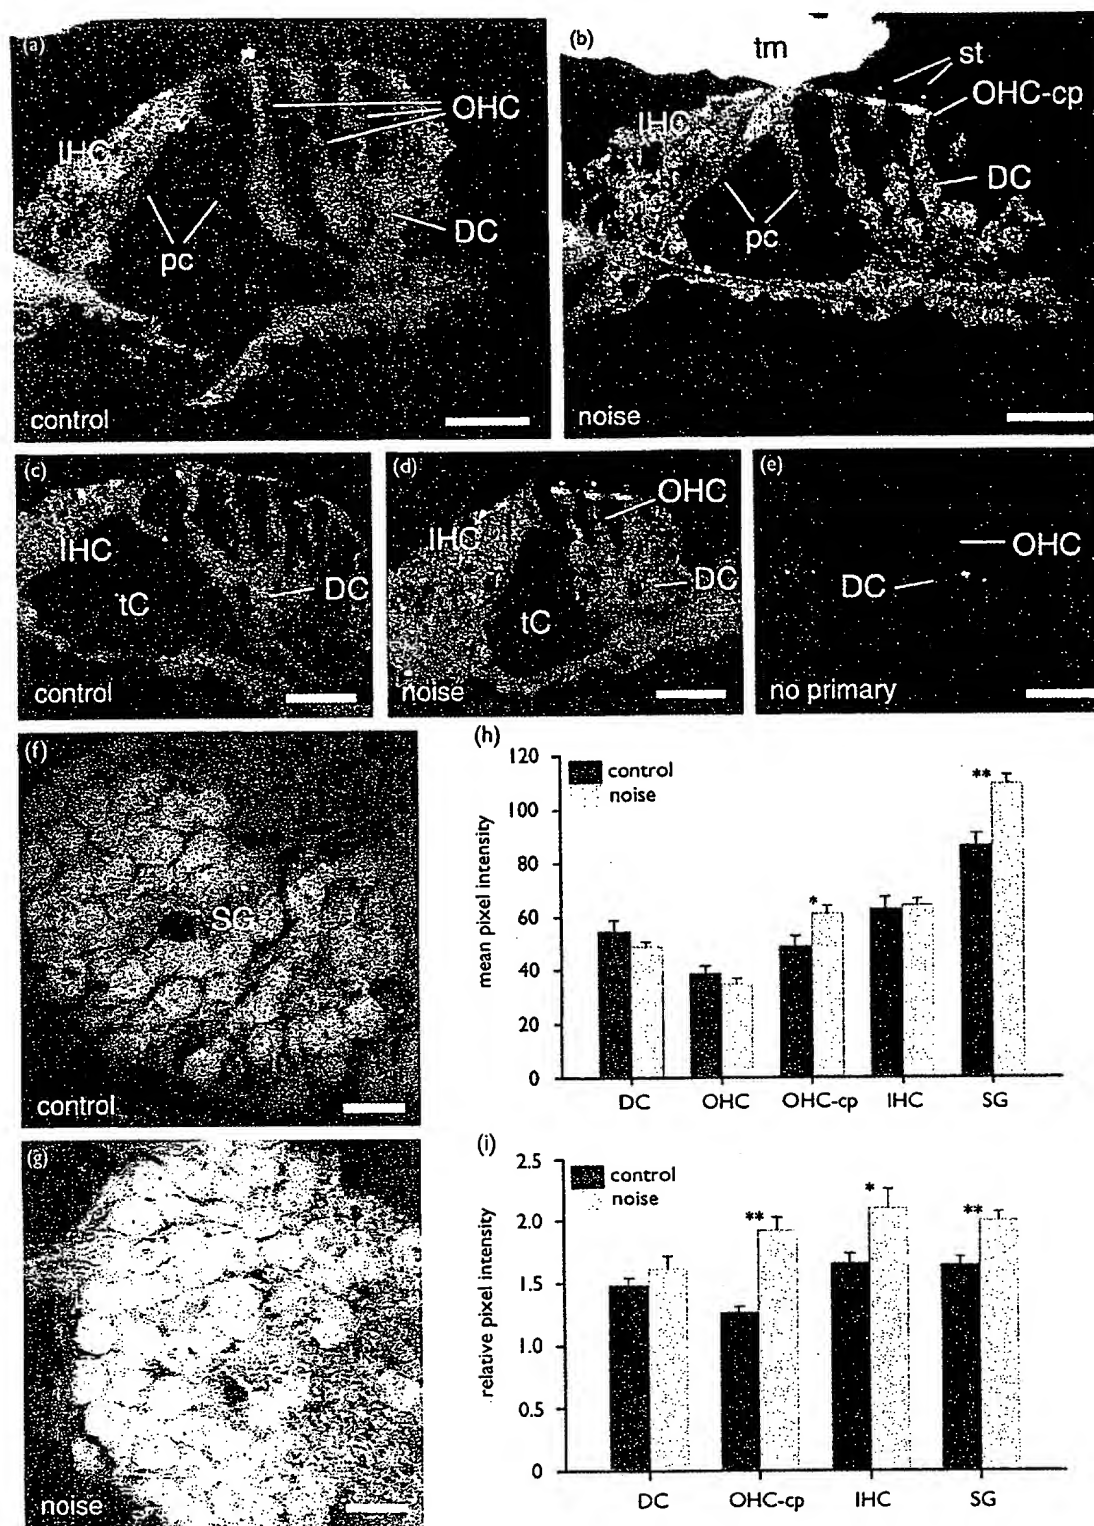 (a)
OHC
IHC
DC
pc
control
(b)
tm
st
OHC-cp
IHC
DC
pc
noise
(c)
IHC
tC
DC
control
(d)
OHC
IHC
DC
tC
noise
(e)
OHC
DC
no primary
(f)
SG
control
(g)
noise
(h)
120
100
80
60
40
20
0
mean pixel intensity
control
noise
*
**
DC OHC OHC-cp IHC SG
(i)
2.5
2.0
1.5
1.0
0.5
0
relative pixel intensity
control
noise
**
*
**
DC OHC-cp IHC SG